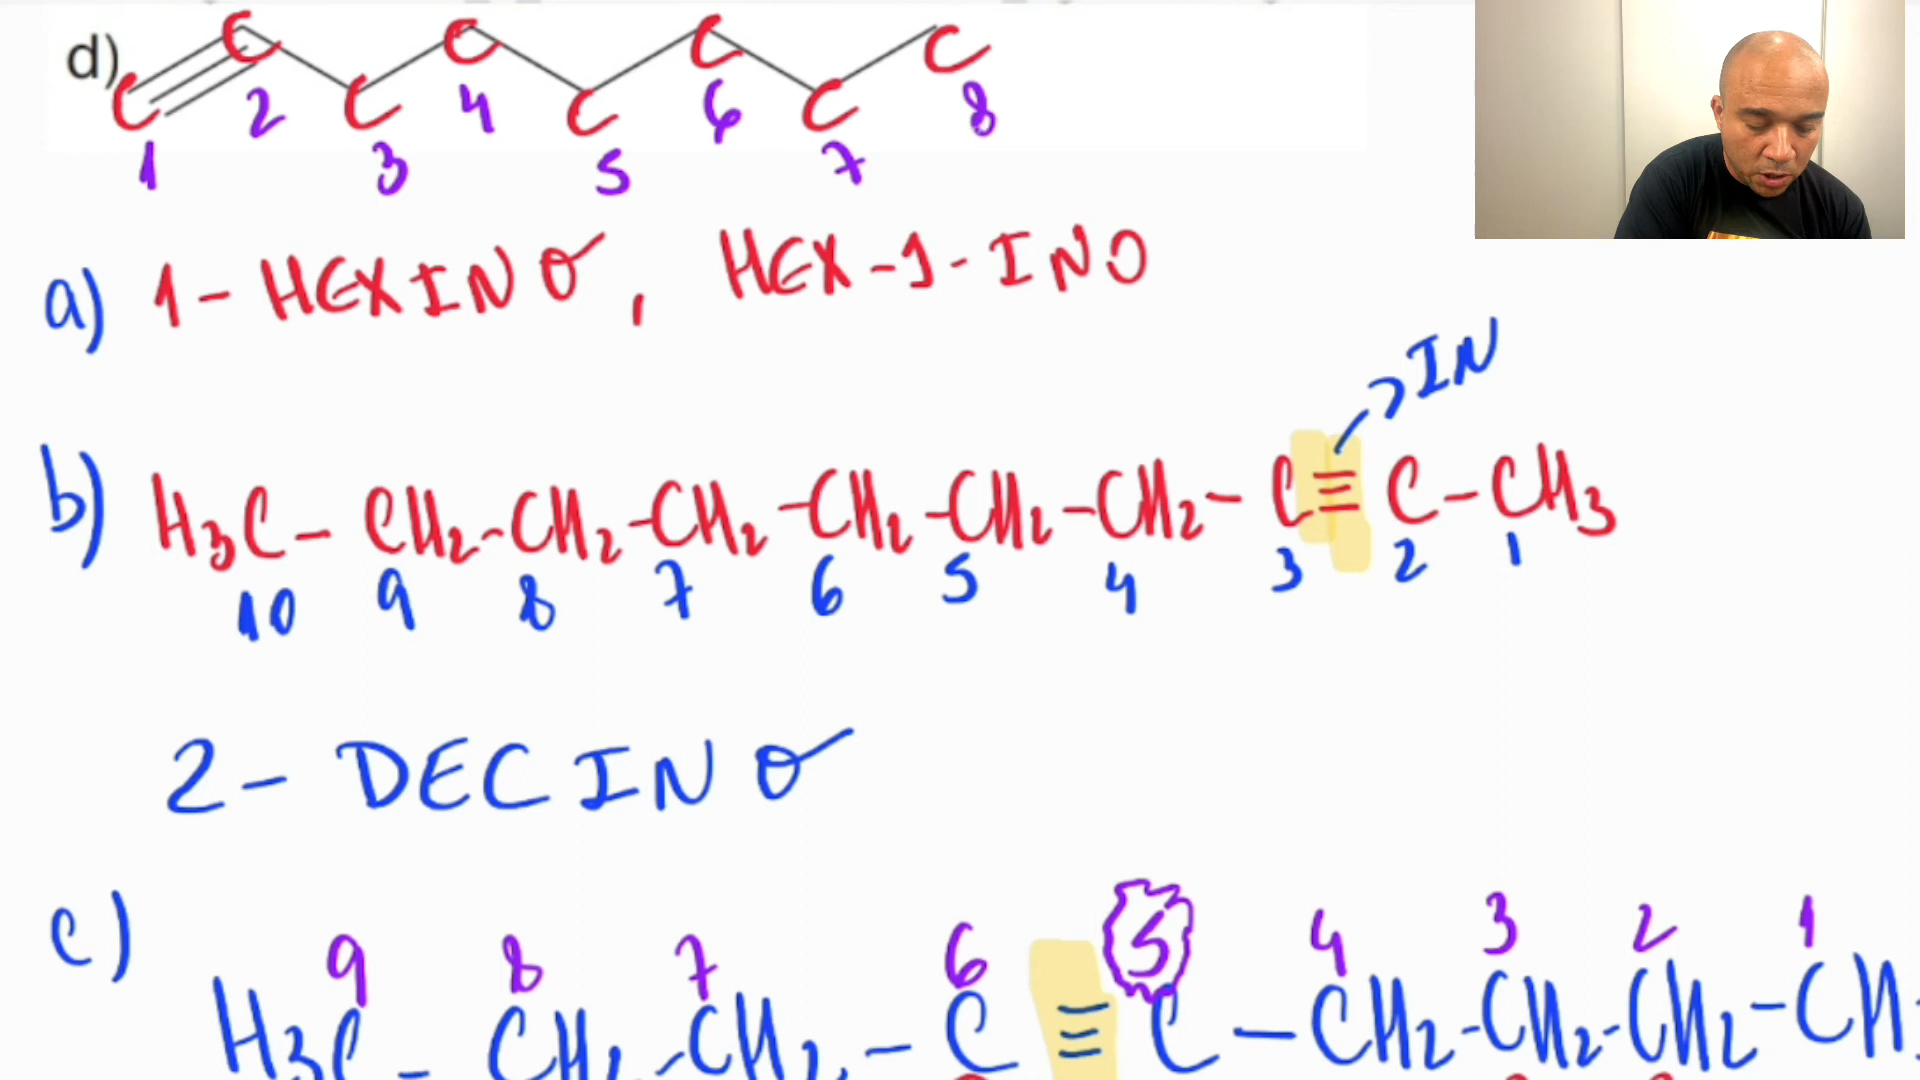 d) C C C C C C C C
1 2 3 4 5 6 7 8
a) 1-HEXINO, HEX-1-INO
IN
b) H3C-CH2-CH2-CH2-CH2-CH2-CH2-C≡C-CH3
10 9 8 7 6 5 4 3 2 1
2-DECINO
c)
9 8 7 6 5 4 3 2 1
H3C-CH2-CH2-C≡C-CH2-CH2-CH2-CH